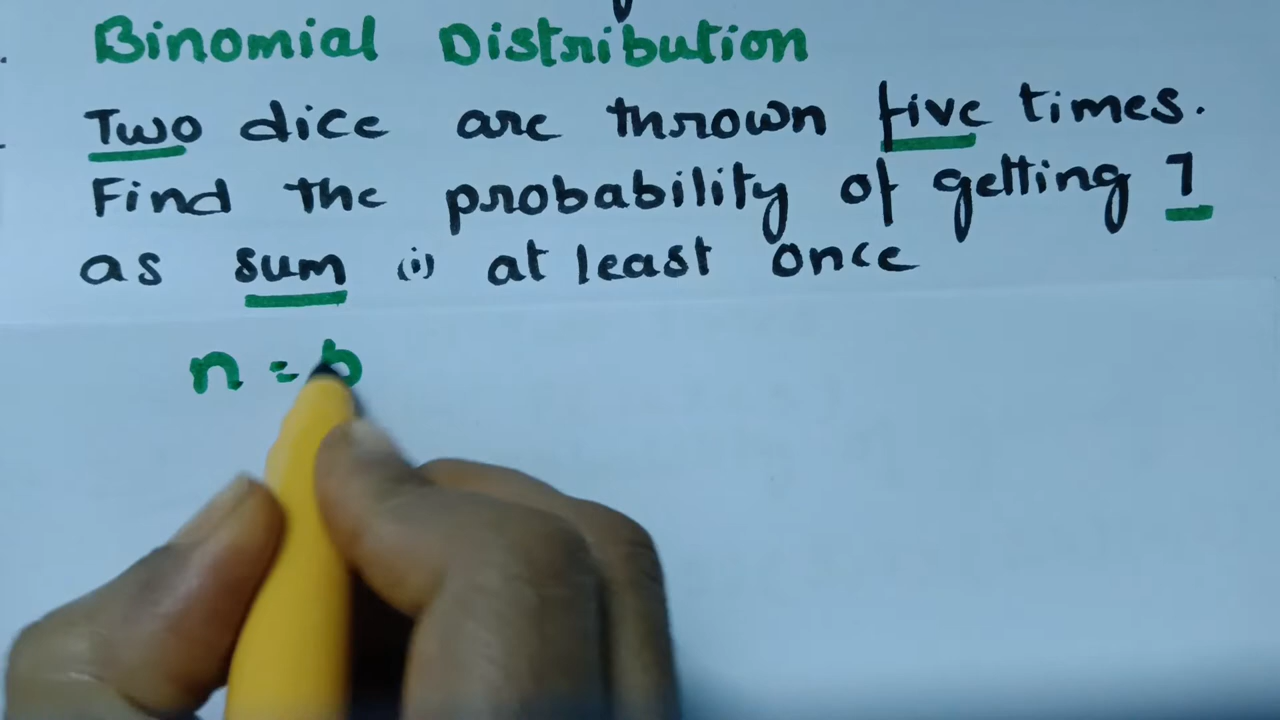 Binomial Distribution
Two dice are thrown five times.
Find the probability of getting 7
as sum (i) at least once
n =